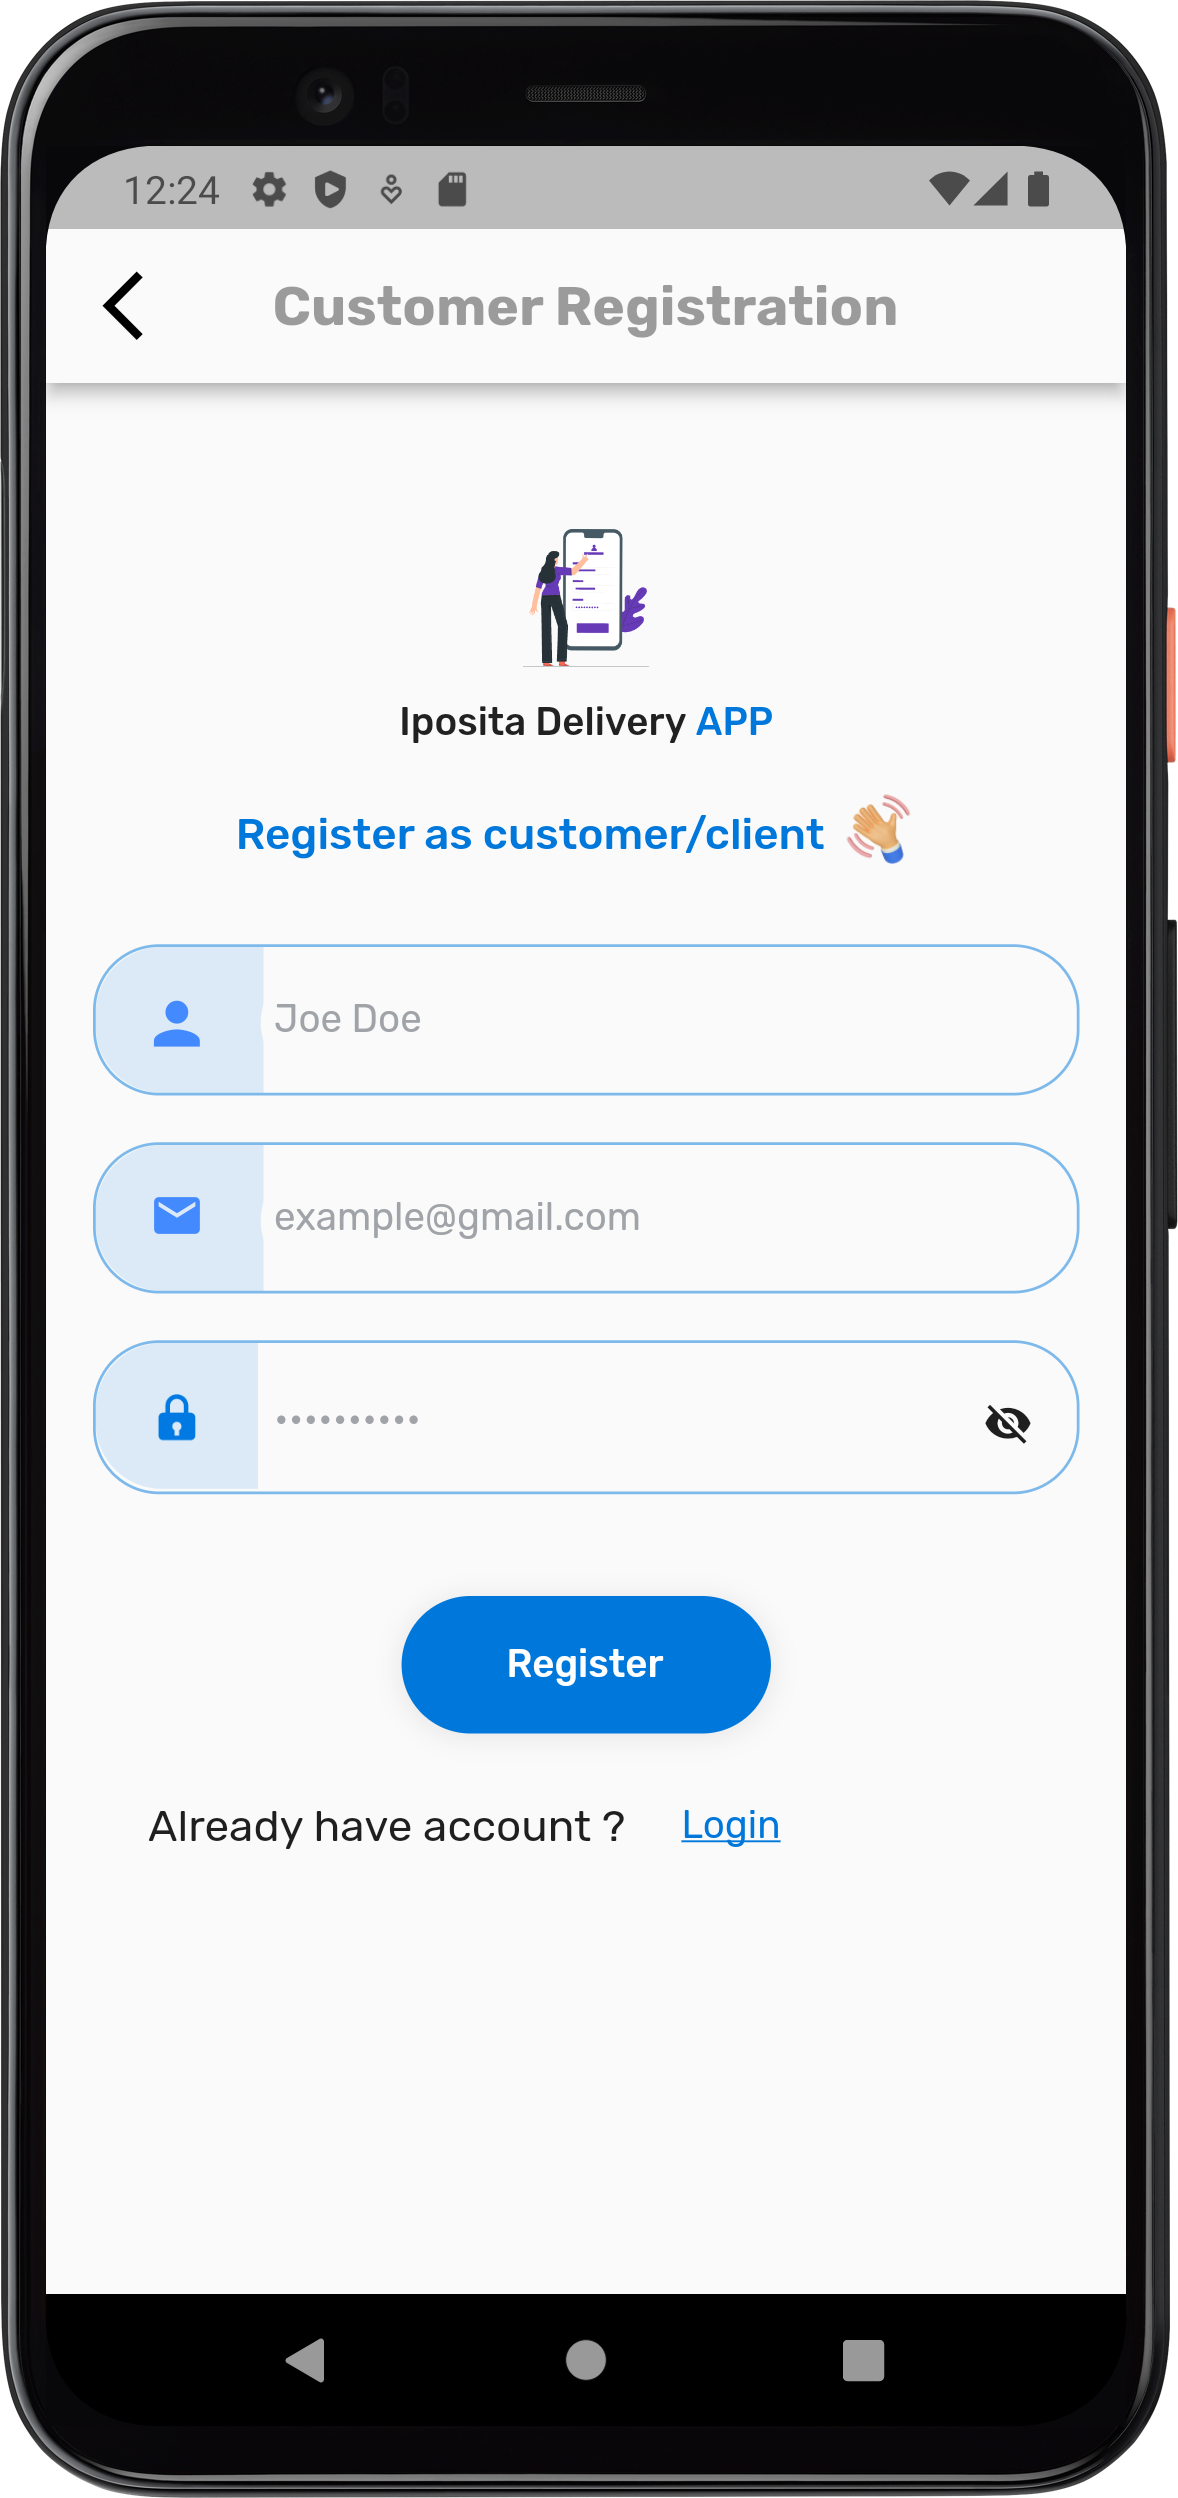 12:24
Customer Registration
Iposita Delivery APP
Register as customer/client
Joe Doe
example@gmail.com
••••••••••
Register
Already have account ? Login